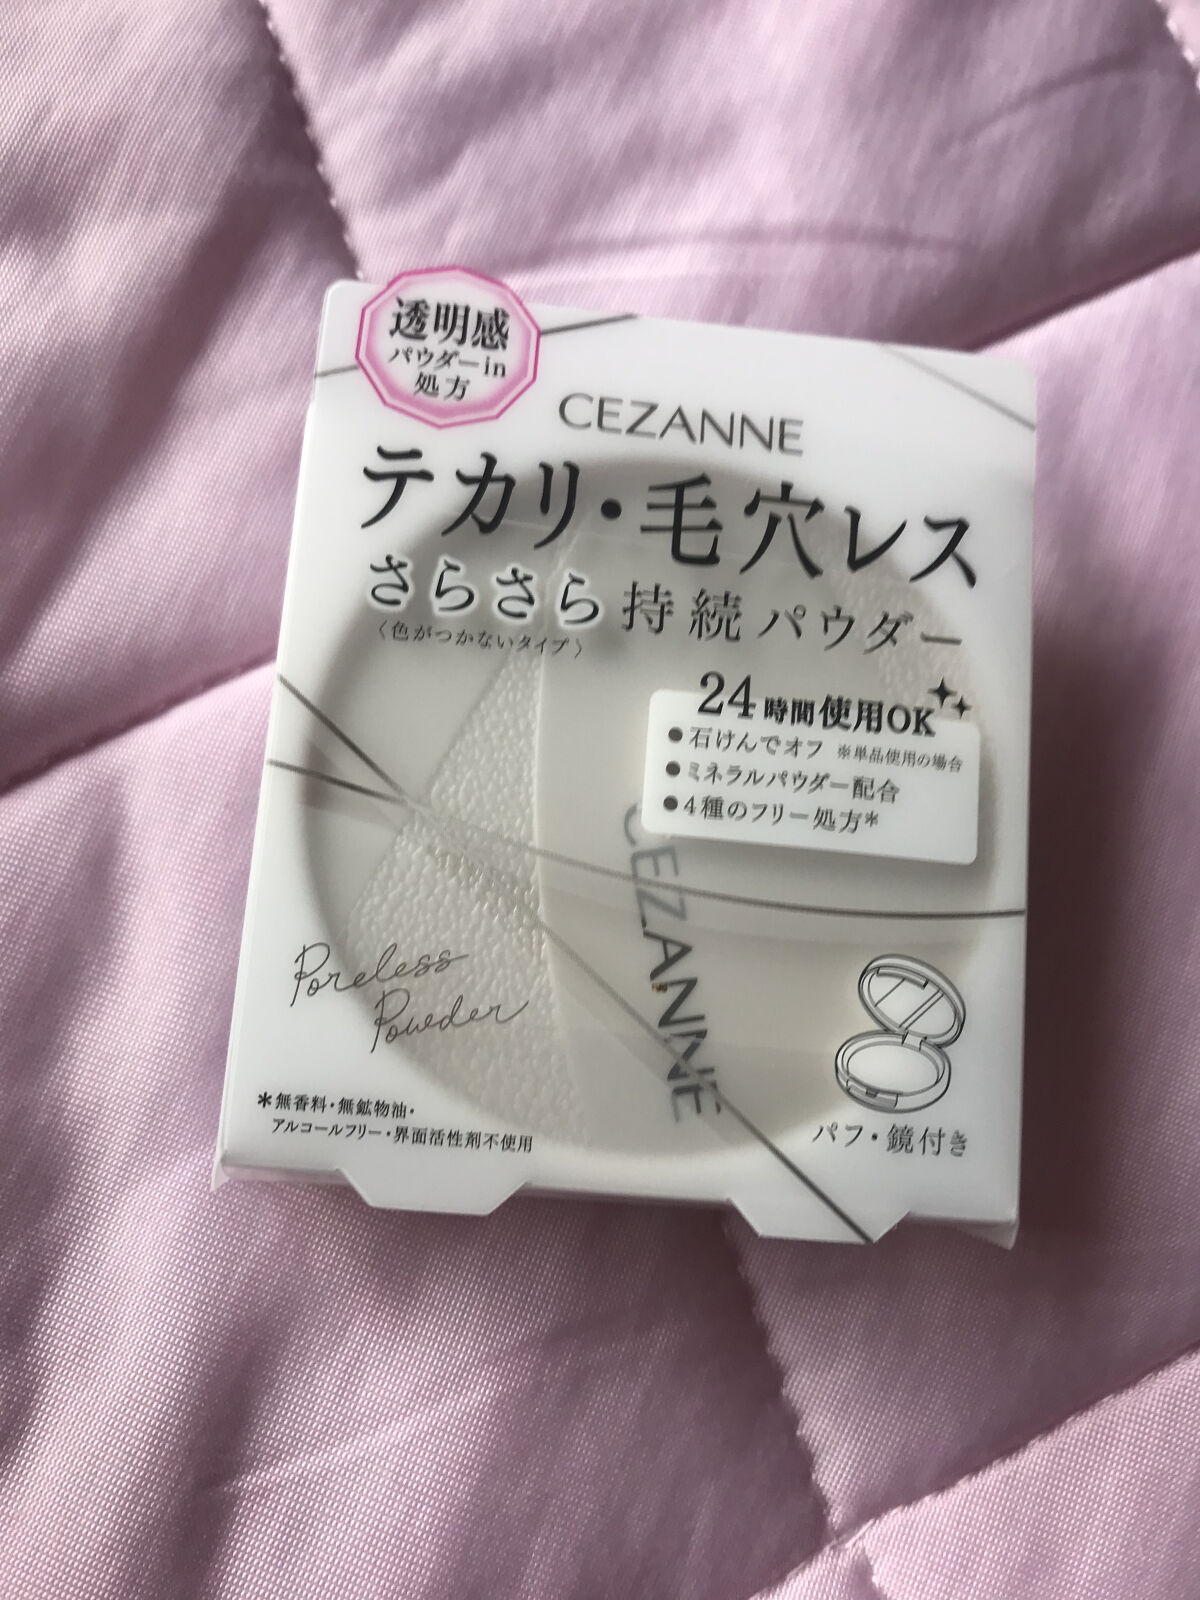 透明感
パウダーin
処方
CEZANNE
テカリ・毛穴レス
さらさら持続パウダー
〈色がつかないタイプ〉
24時間使用OK
●石けんでオフ ※単品使用の場合
●ミネラルパウダー配合
●4種のフリー処方*
CEZANNE
Poreless
Powder
*無香料・無鉱物油・
アルコールフリー・界面活性剤不使用
パフ・鏡付き